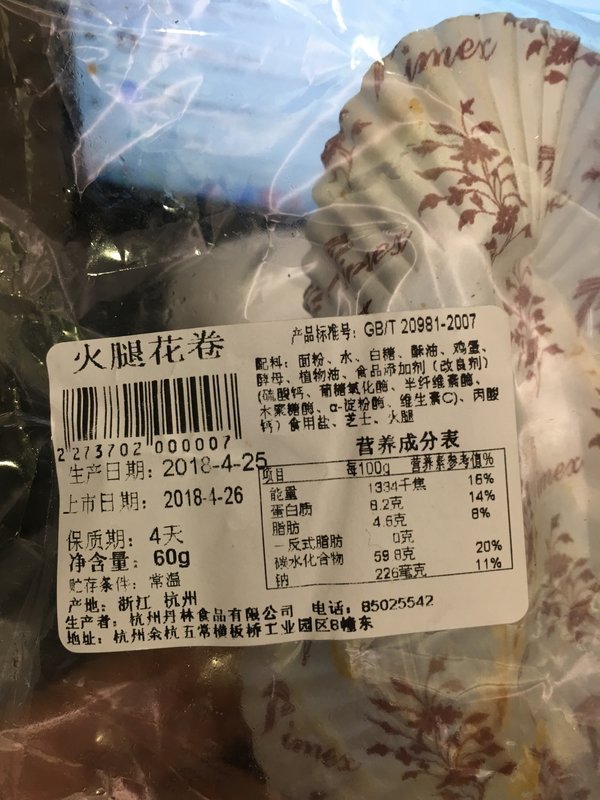 Rimex
产品标准号: GB/T 20981-2007
火腿花卷
配料: 面粉、水、白糖、酥油、鸡蛋、
酵母、植物油、食品添加剂（改良剂）
(硫酸钙、葡糖氧化酶、半纤维素酶、
木聚糖酶、α-淀粉酶、维生素C)、丙酸
钙）食用盐、芝士、火腿
2 273702 000007
生产日期: 2018-4-25
上市日期: 2018-4-26
保质期: 4天
净含量: 60g
贮存条件: 常温
产地: 浙江 杭州
营养成分表
项目 每100g 营养素参考值%
能量 1334千焦 16%
蛋白质 8.2克 14%
脂肪 4.6克 8%
－反式脂肪 0克
碳水化合物 59.8克 20%
钠 226毫克 11%
生产者: 杭州丹林食品有限公司 电话: 85025542
地址: 杭州余杭五常横板桥工业园区8幢东
Rimex